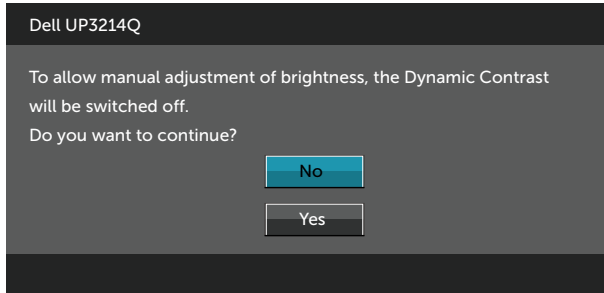 Dell UP3214Q
To allow manual adjustment of brightness, the Dynamic Contrast
will be switched off.
Do you want to continue?
No
Yes